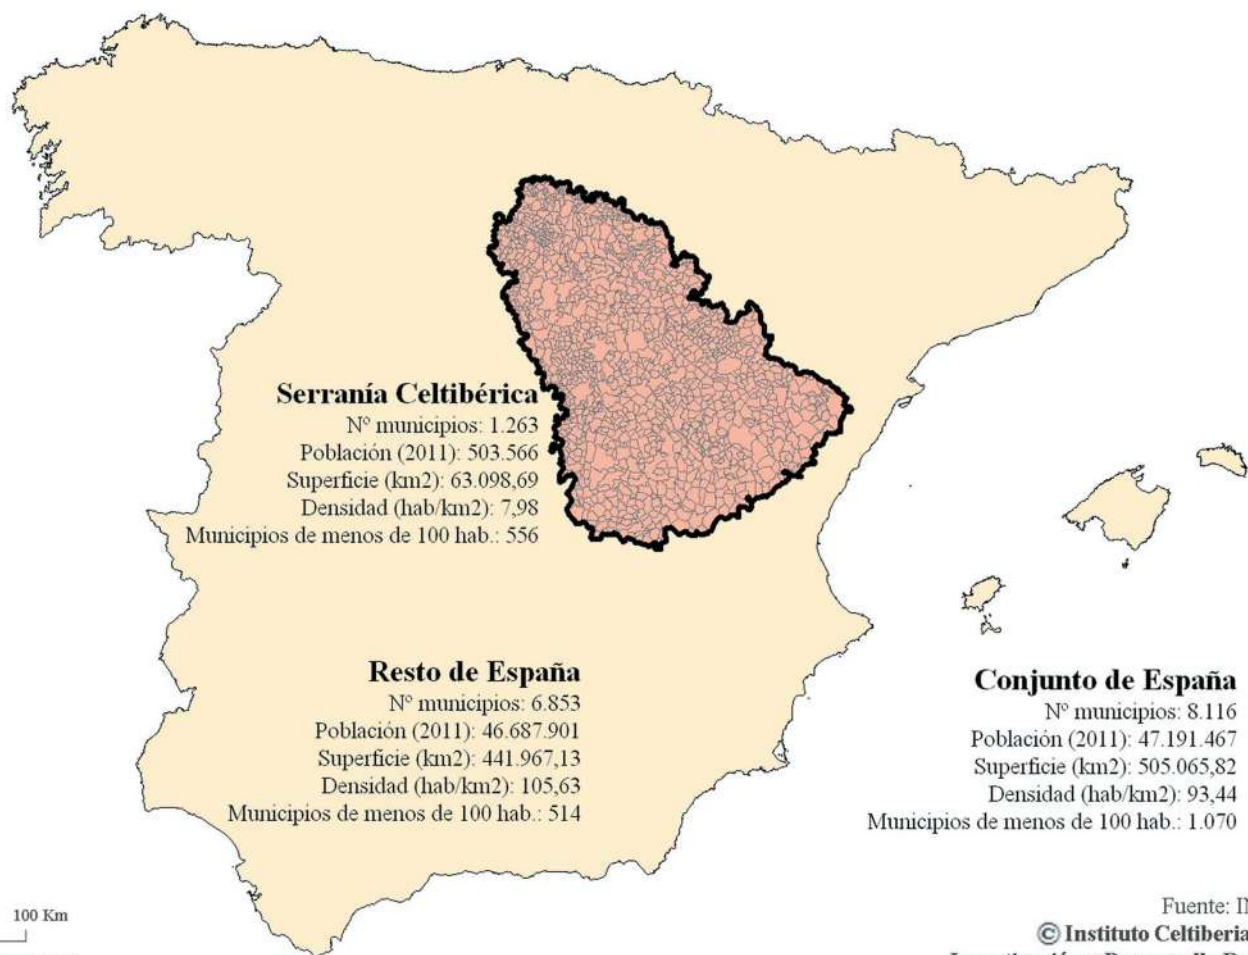 Serranía Celtibérica
Nº municipios: 1.263
Población (2011): 503.566
Superficie (km2): 63.098,69
Densidad (hab/km2): 7,98
Municipios de menos de 100 hab.: 556
Resto de España
Nº municipios: 6.853
Población (2011): 46.687.901
Superficie (km2): 441.967,13
Densidad (hab/km2): 105,63
Municipios de menos de 100 hab.: 514
Conjunto de España
Nº municipios: 8.116
Población (2011): 47.191.467
Superficie (km2): 505.065,82
Densidad (hab/km2): 93,44
Municipios de menos de 100 hab.: 1.070
100 Km
Fuente:
© Instituto